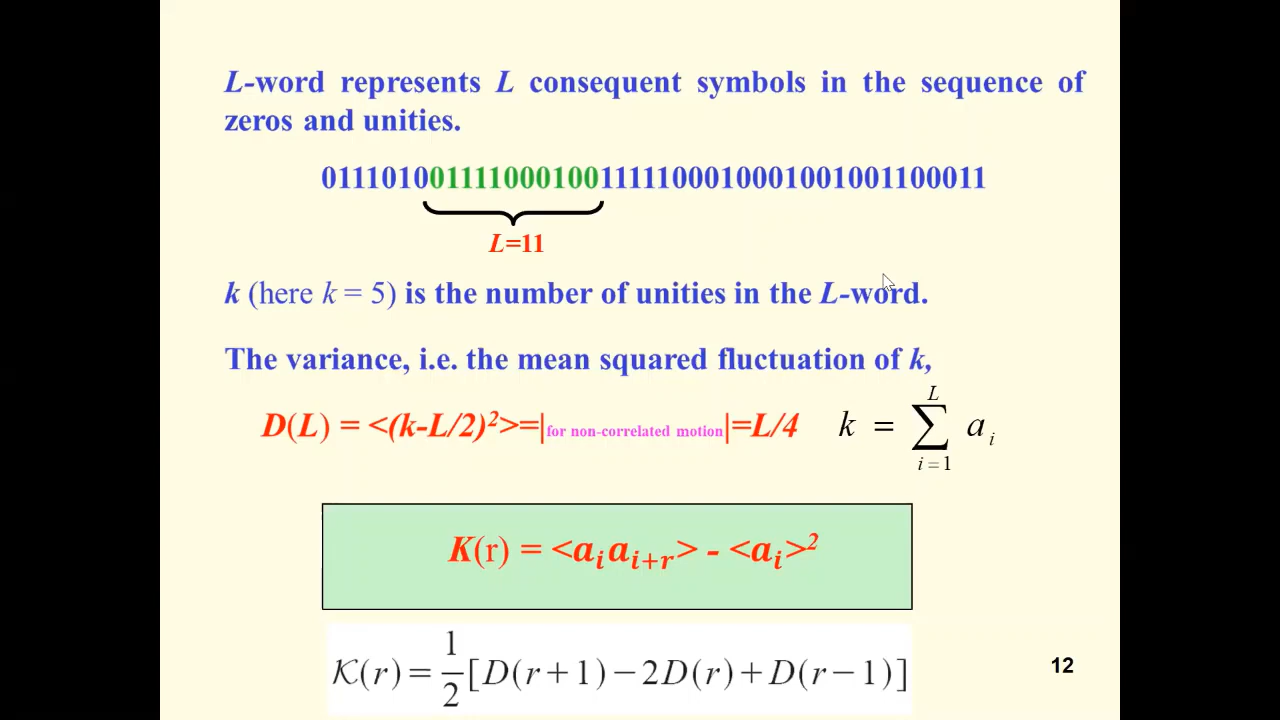 L-word represents L consequent symbols in the sequence of
zeros and unities.
0111010011110001001111100010001001001100011
L=11
k (here k = 5) is the number of unities in the L-word.
The variance, i.e. the mean squared fluctuation of k,
D(L) = <(k-L/2)²>=|for non-correlated motion|=L/4 k = ∑_{i=1}^{L} a_i
K(r) = <a_i a_{i+r}> - <a_i>²
𝒦(r) = 1/2 [D(r+1) − 2D(r) + D(r−1)]
12